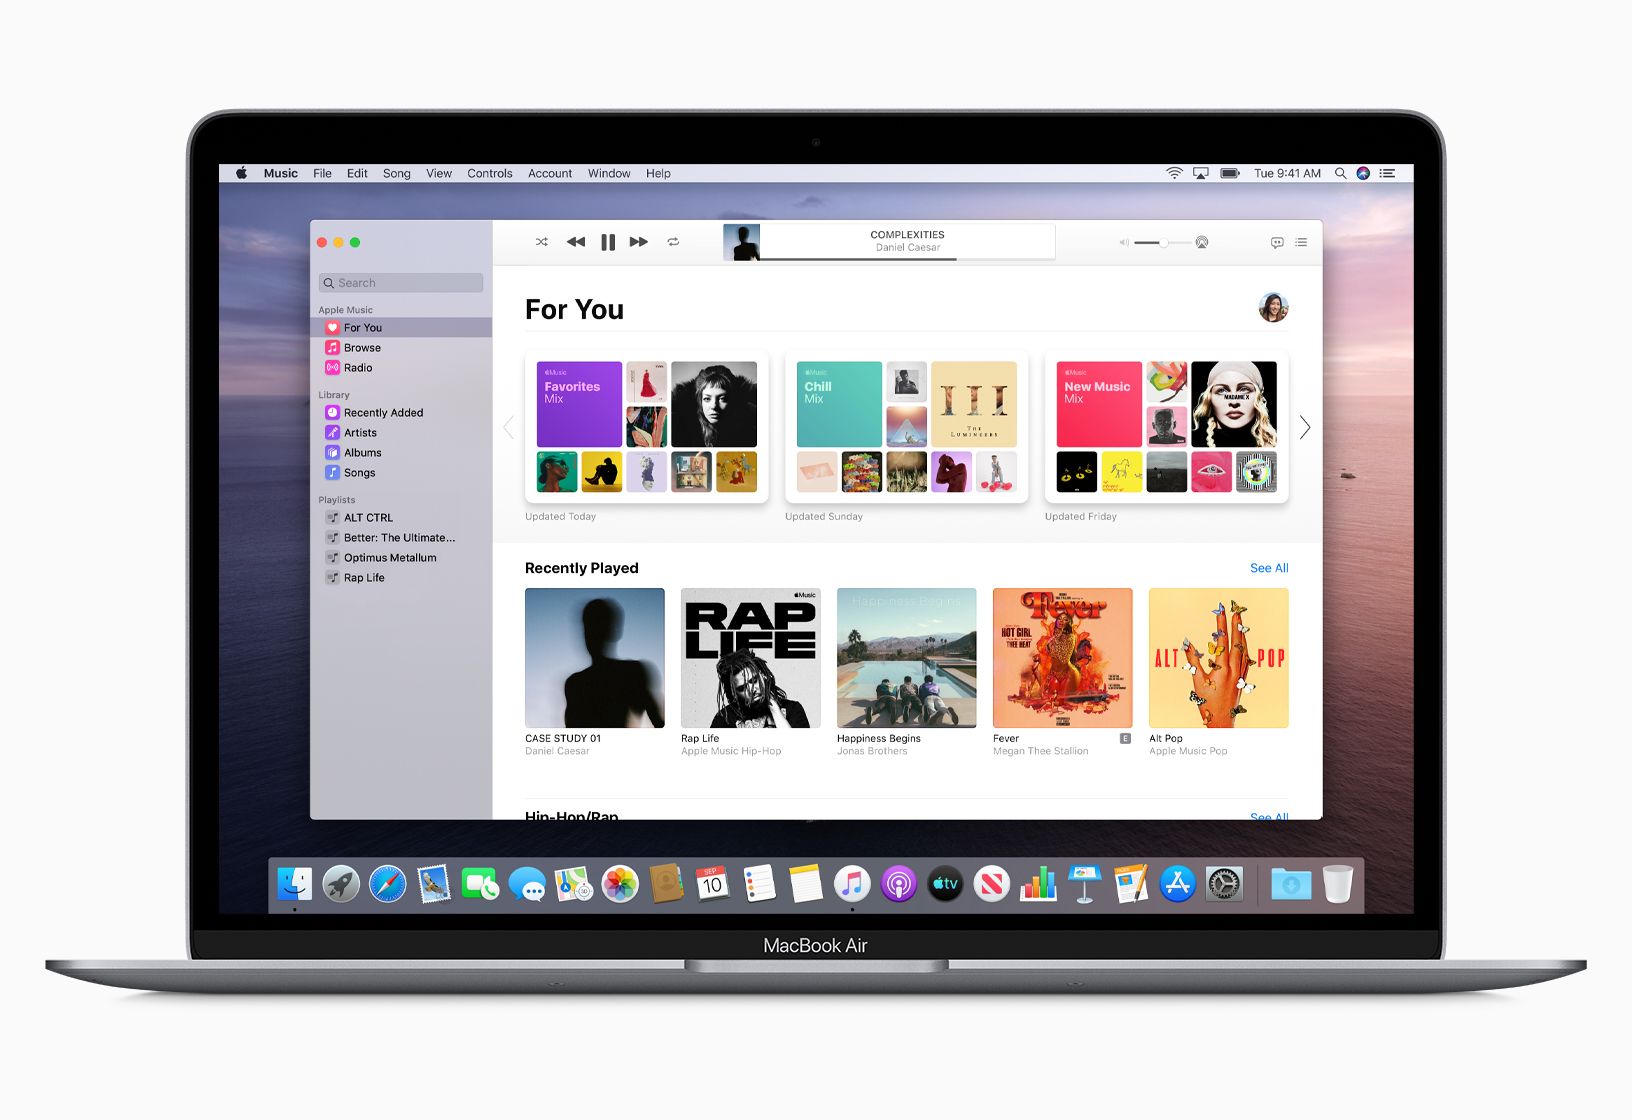 Music File Edit Song View Controls Account Window Help
Tue 9:41 AM
COMPLEXITIES
Daniel Caesar
Search
Apple Music
For You
Browse
Radio
Library
Recently Added
Artists
Albums
Songs
Playlists
ALT CTRL
Better: The Ultimate...
Optimus Metallum
Rap Life
For You
Music
Favorites
Mix
Updated Today
Music
Chill
Mix
III
THE
LUMINEERS
Updated Sunday
Music
New Music
Mix
MADAME X
Updated Friday
Recently Played
See All
CASE STUDY 01
Daniel Caesar
Music
RAP
LIFE
Rap Life
Apple Music Hip-Hop
Happiness Begins
Happiness Begins
Jonas Brothers
Fever
HOT GIRL
THEE HEAT
Fever E
Megan Thee Stallion
ALT POP
Alt Pop
Apple Music Pop
Hip-Hop/Rap
See All
SEP
10
tv
MacBook Air